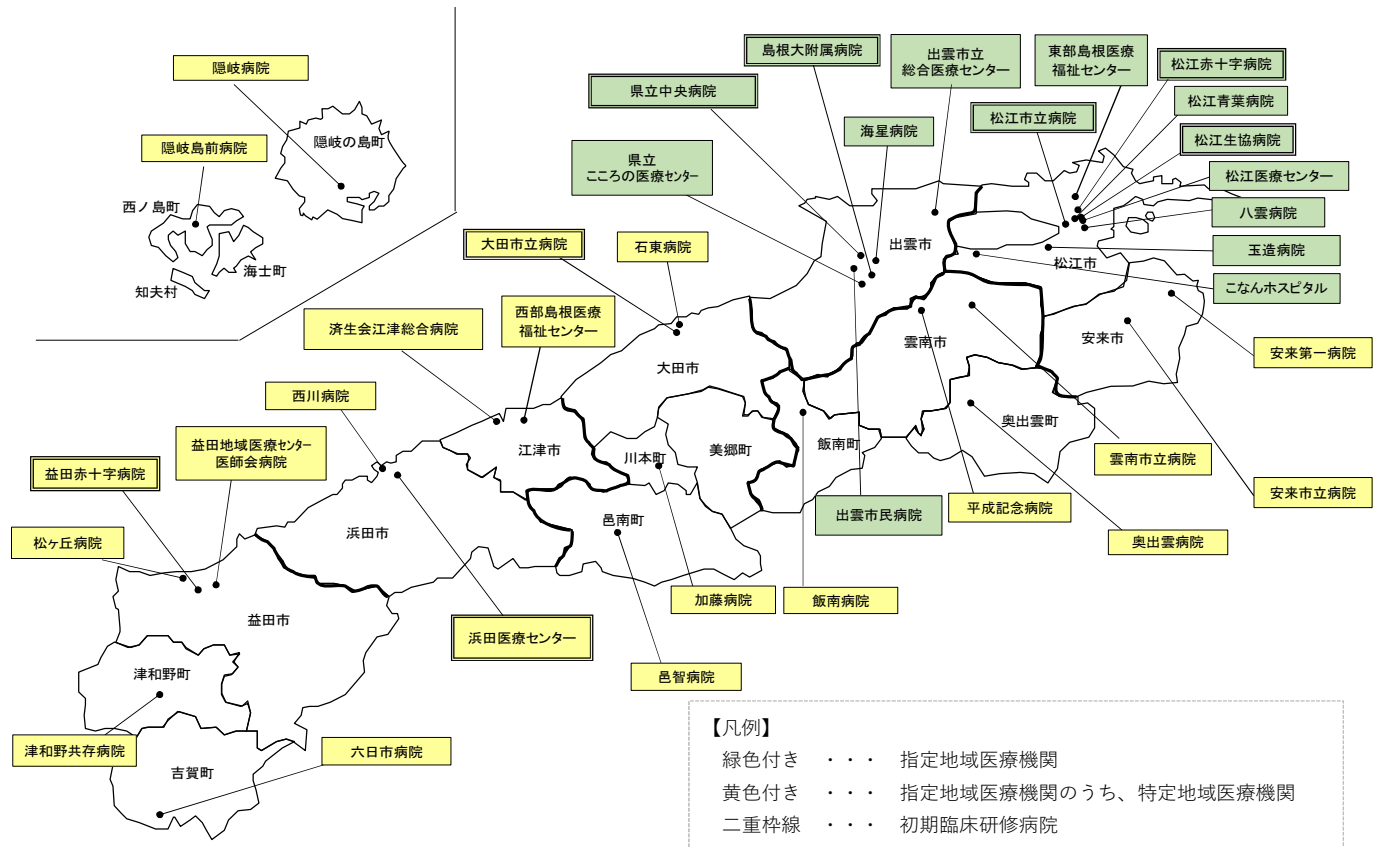 隠岐病院
隠岐の島町
隠岐島前病院
西ノ島町
海士町
知夫村
島根大附属病院
出雲市立
総合医療センター
東部島根医療
福祉センター
松江赤十字病院
県立中央病院
松江青葉病院
松江市立病院
海星病院
松江生協病院
県立
こころの医療センター
松江医療センター
八雲病院
大田市立病院
石東病院
出雲市
松江市
玉造病院
こなんホスピタル
済生会江津総合病院
西部島根医療
福祉センター
大田市
雲南市
安来市
安来第一病院
西川病院
江津市
川本町
美郷町
飯南町
奥出雲町
益田地域医療センター
医師会病院
益田赤十字病院
雲南市立病院
安来市立病院
浜田市
邑南町
出雲市民病院
平成記念病院
奥出雲病院
松ヶ丘病院
加藤病院
飯南病院
益田市
浜田医療センター
邑智病院
津和野町
津和野共存病院
六日市病院
吉賀町
【凡例】
緑色付き ・・・ 指定地域医療機関
黄色付き ・・・ 指定地域医療機関のうち、特定地域医療機関
二重枠線 ・・・ 初期臨床研修病院